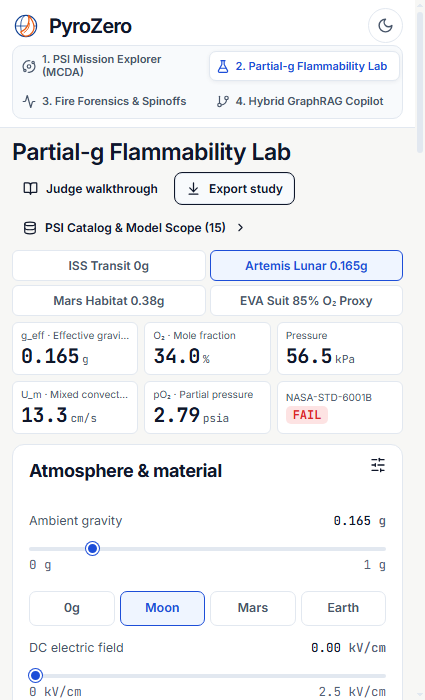 PyroZero
1. PSI Mission Explorer
(MCDA)
2. Partial-g Flammability Lab
3. Fire Forensics & Spinoffs
4. Hybrid GraphRAG Copilot
Partial-g Flammability Lab
Judge walkthrough
Export study
PSI Catalog & Model Scope (15)
ISS Transit 0g
Artemis Lunar 0.165g
Mars Habitat 0.38g
EVA Suit 85% O₂ Proxy
g_eff · Effective gravi...
O₂ · Mole fraction
Pressure
0.165 g
34.0 %
56.5 kPa
U_m · Mixed convect...
pO₂ · Partial pressure
NASA-STD-6001B
13.3 cm/s
2.79 psia
FAIL
Atmosphere & material
Ambient gravity
0.165 g
0 g
1 g
0g
Moon
Mars
Earth
DC electric field
0.00 kV/cm
0 kV/cm
2.5 kV/cm